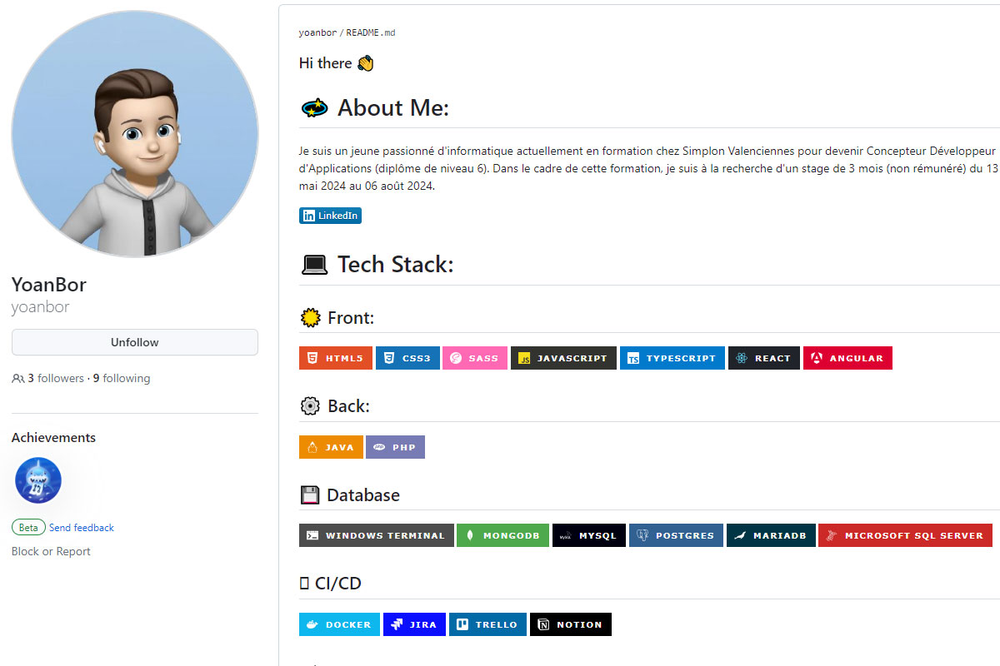 YoanBor
yoanbor
Unfollow
3 followers · 9 following
Achievements
Beta Send feedback
Block or Report
yoanbor / README.md
Hi there 👋
About Me:
Je suis un jeune passionné d'informatique actuellement en formation chez Simplon Valenciennes pour devenir Concepteur Développeur
d'Applications (diplôme de niveau 6). Dans le cadre de cette formation, je suis à la recherche d'un stage de 3 mois (non rémunéré) du 13
mai 2024 au 06 août 2024.
LinkedIn
Tech Stack:
Front:
HTML5 CSS3 SASS JAVASCRIPT TYPESCRIPT REACT ANGULAR
Back:
JAVA PHP
Database
WINDOWS TERMINAL MONGODB MYSQL POSTGRES MARIADB MICROSOFT SQL SERVER
CI/CD
DOCKER JIRA TRELLO NOTION